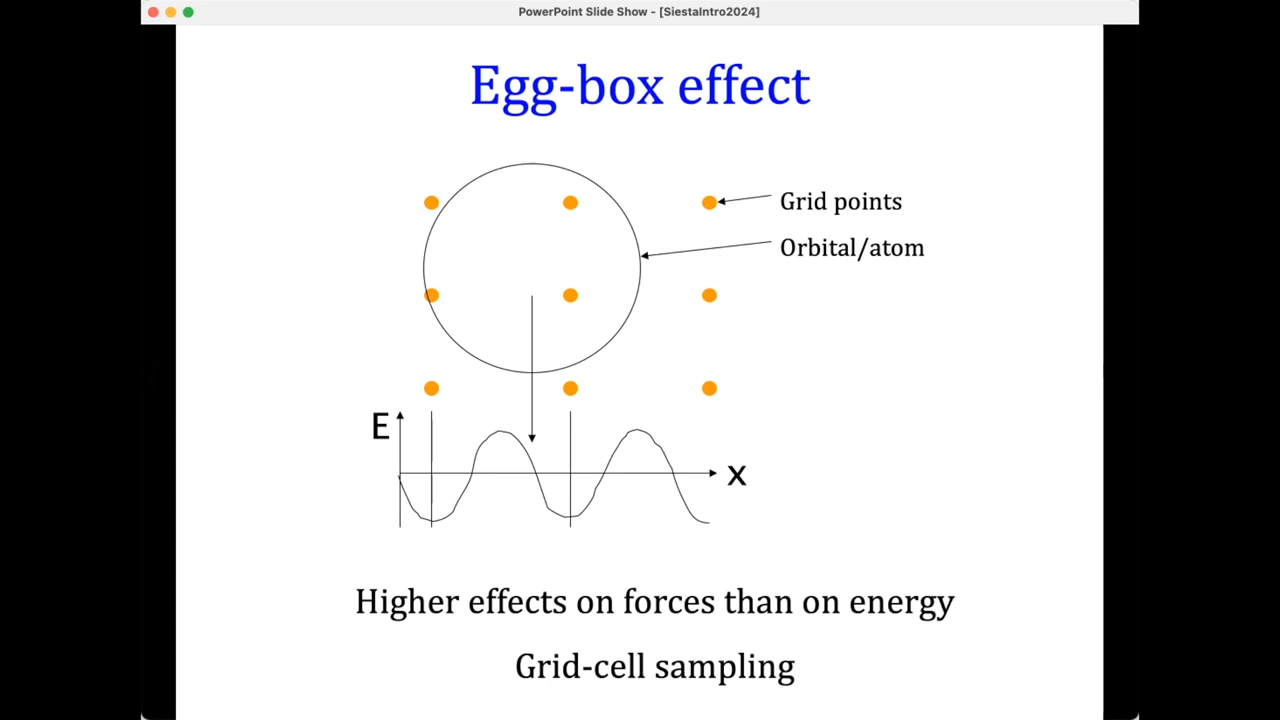 PowerPoint Slide Show - [SiestaIntro2024]
Egg-box effect
Grid points
Orbital/atom
E
x
Higher effects on forces than on energy
Grid-cell sampling